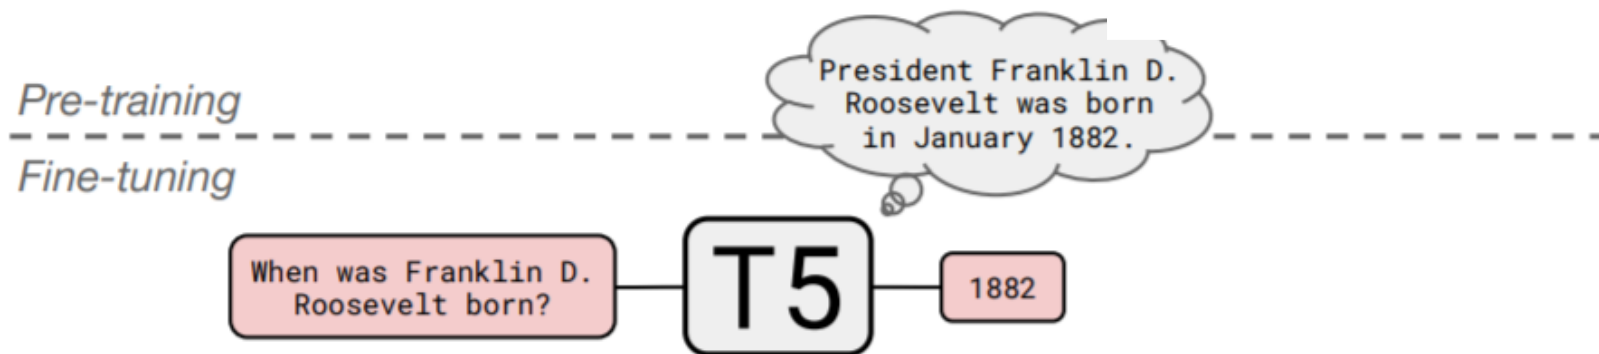 President Franklin D.
Roosevelt was born
in January 1882.
Pre-training
Fine-tuning
When was Franklin D.
Roosevelt born?
T5
1882